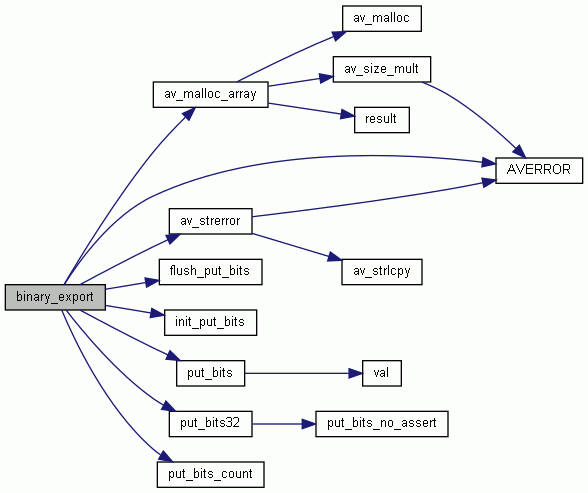 av_malloc
av_size_mult
av_malloc_array
result
AVERROR
av_strerror
flush_put_bits
av_strlcpy
binary_export
init_put_bits
put_bits
val
put_bits32
put_bits_no_assert
put_bits_count